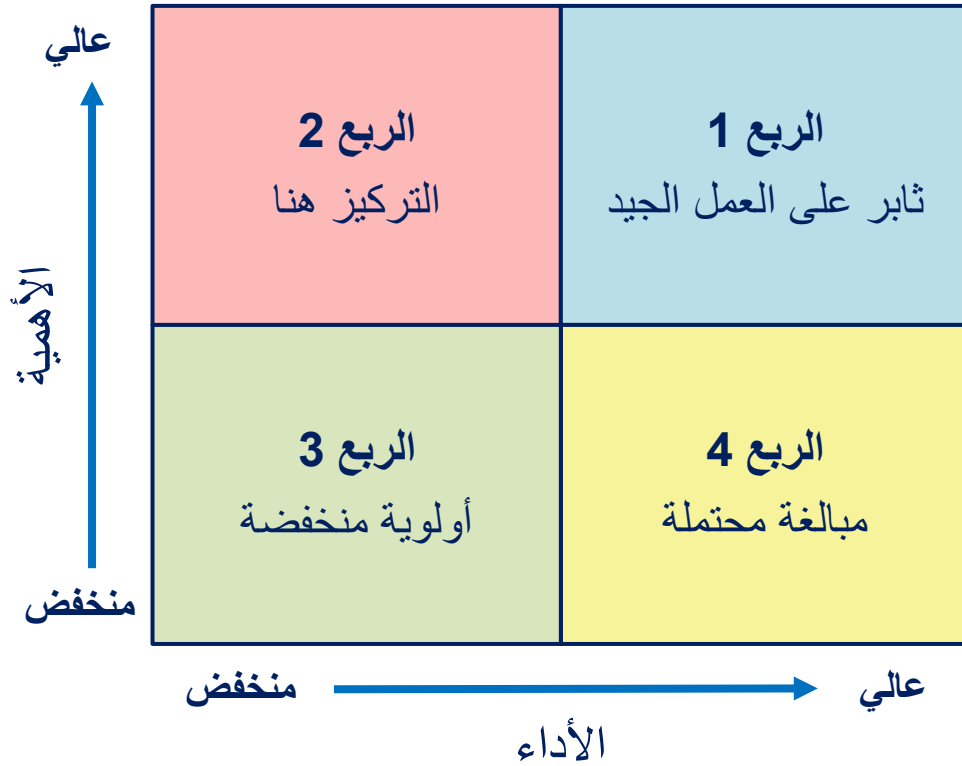 عالي
الربع 1
ثابر على العمل الجيد
الربع 2
التركيز هنا
الأهمية
الربع 3
أولوية منخفضة
الربع 4
مبالغة محتملة
منخفض
منخفض
عالي
الأداء